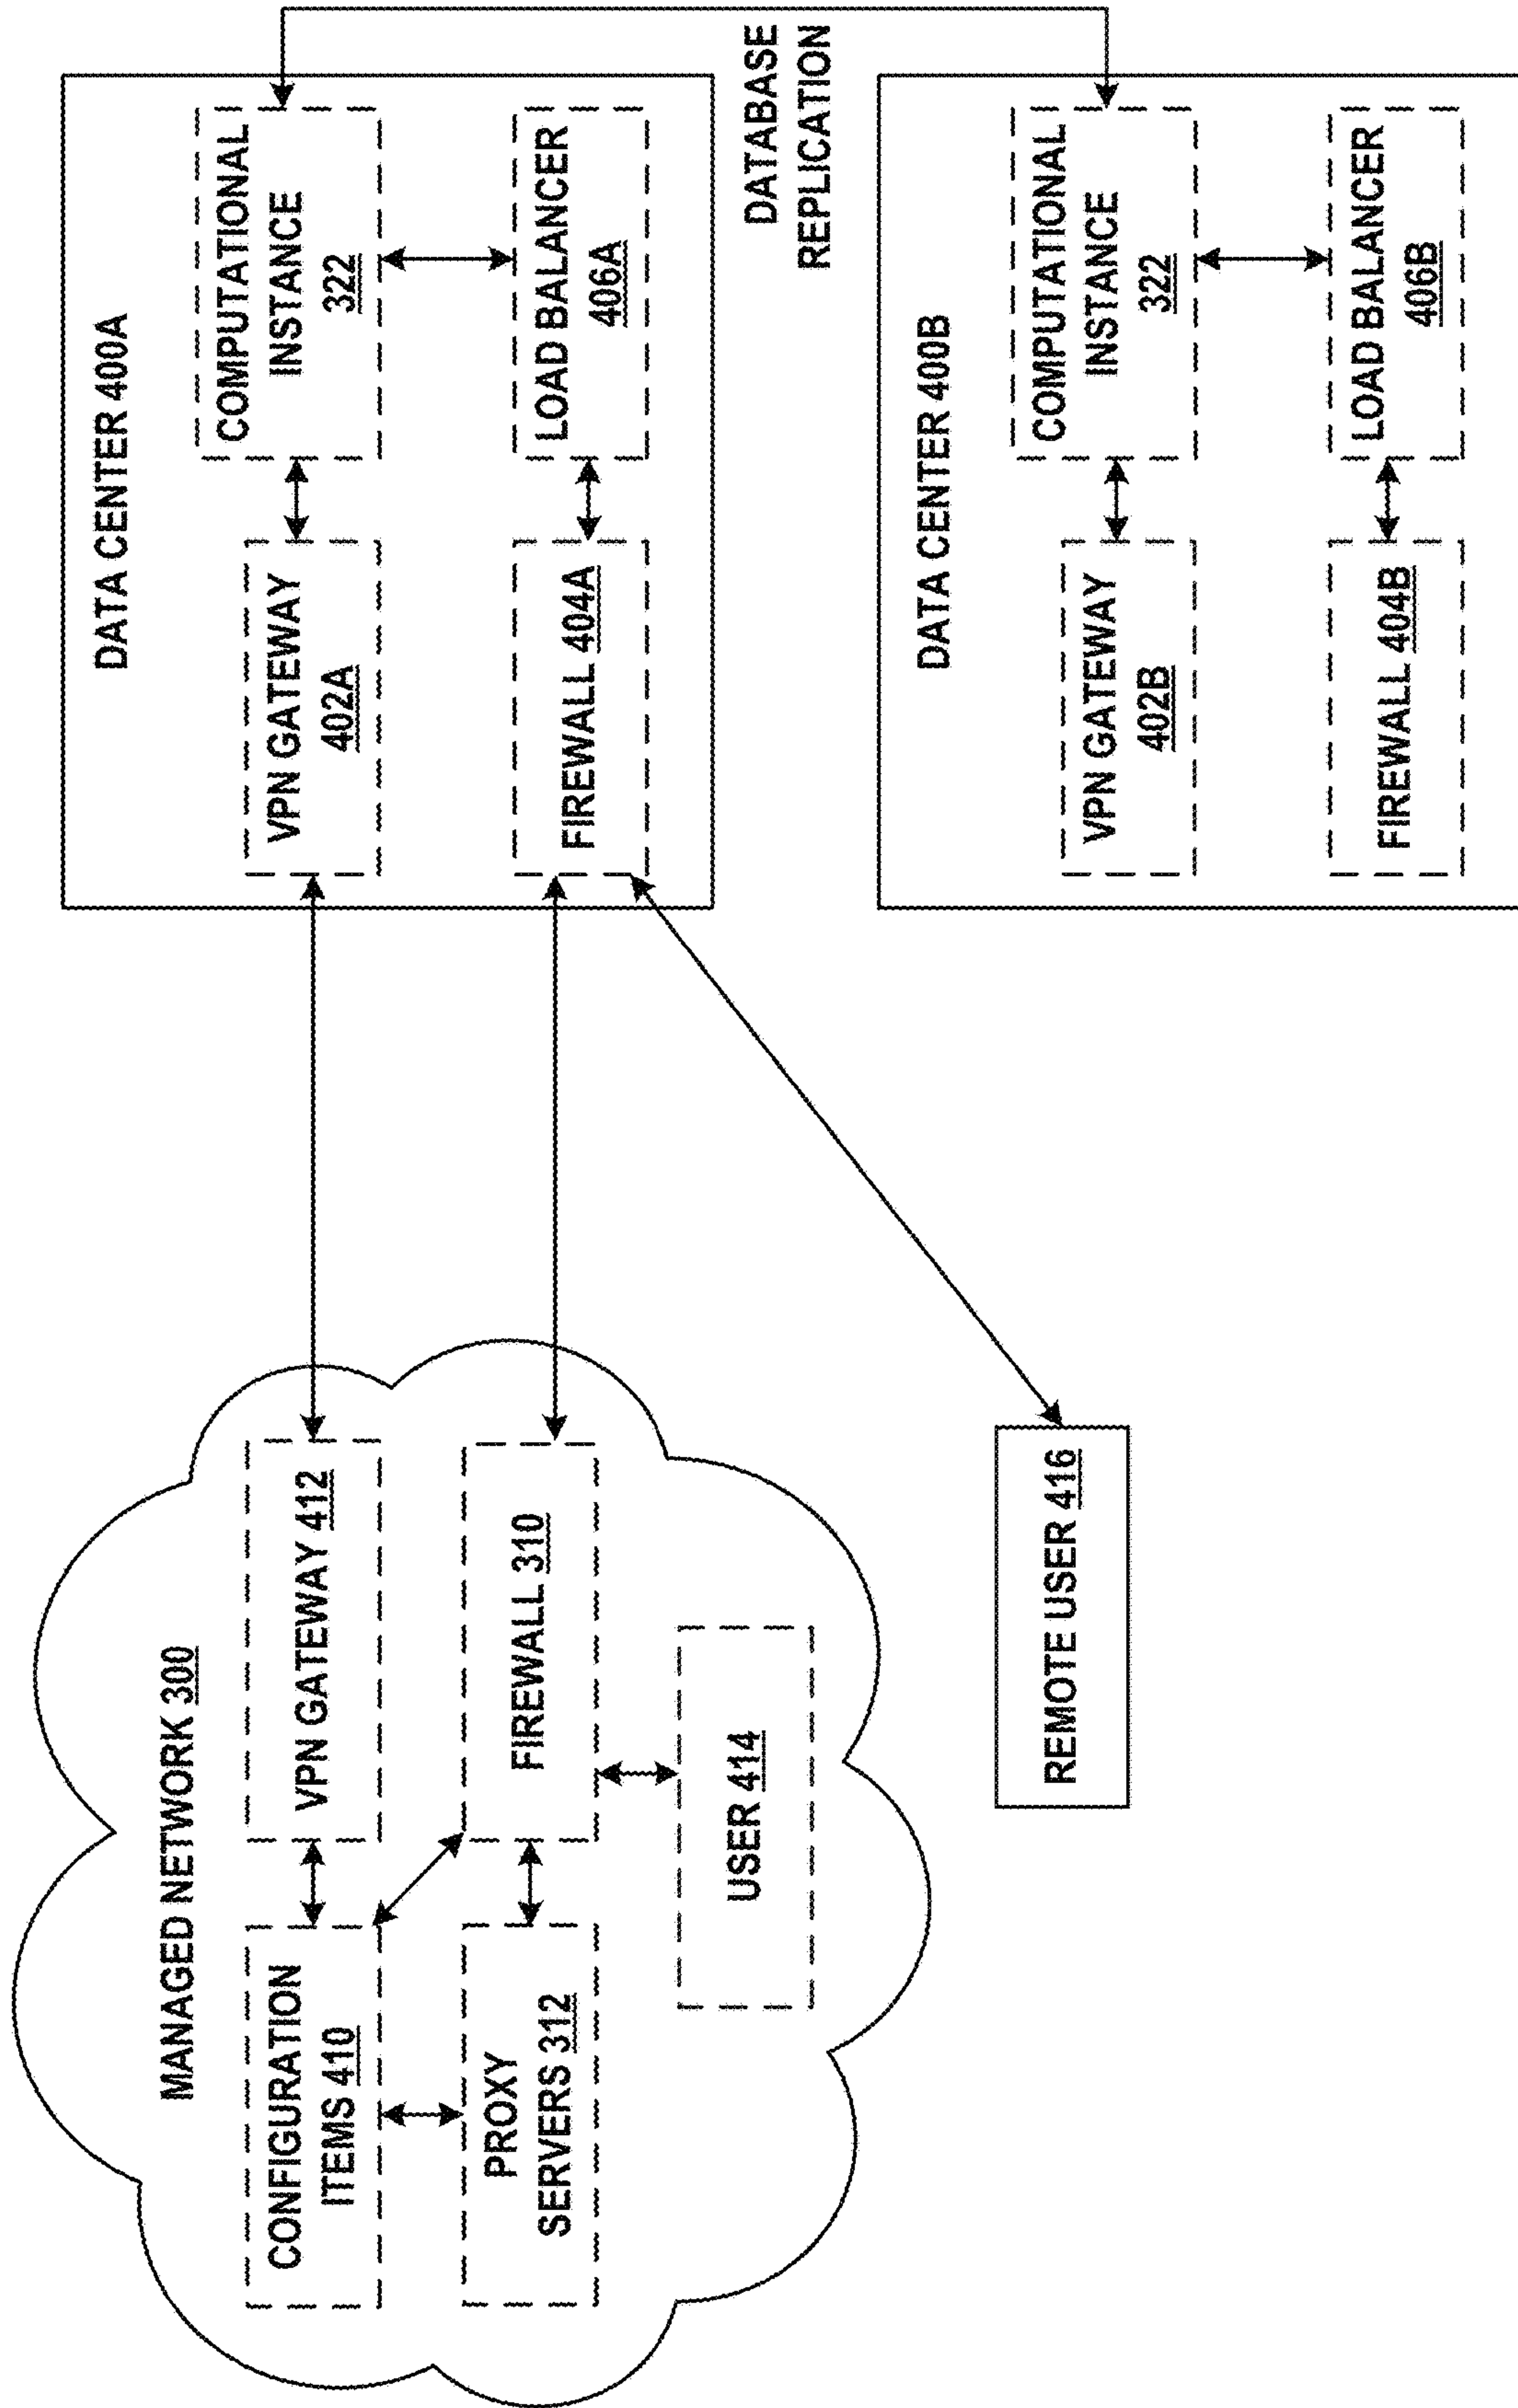 MANAGED NETWORK 300
CONFIGURATION
ITEMS 410
VPN GATEWAY 412
PROXY
SERVERS 312
FIREWALL 310
USER 414
REMOTE USER 416
DATA CENTER 400A
VPN GATEWAY
402A
COMPUTATIONAL
INSTANCE
322
FIREWALL 404A
LOAD BALANCER
406A
DATABASE
REPLICATION
DATA CENTER 400B
VPN GATEWAY
402B
COMPUTATIONAL
INSTANCE
322
FIREWALL 404B
LOAD BALANCER
406B